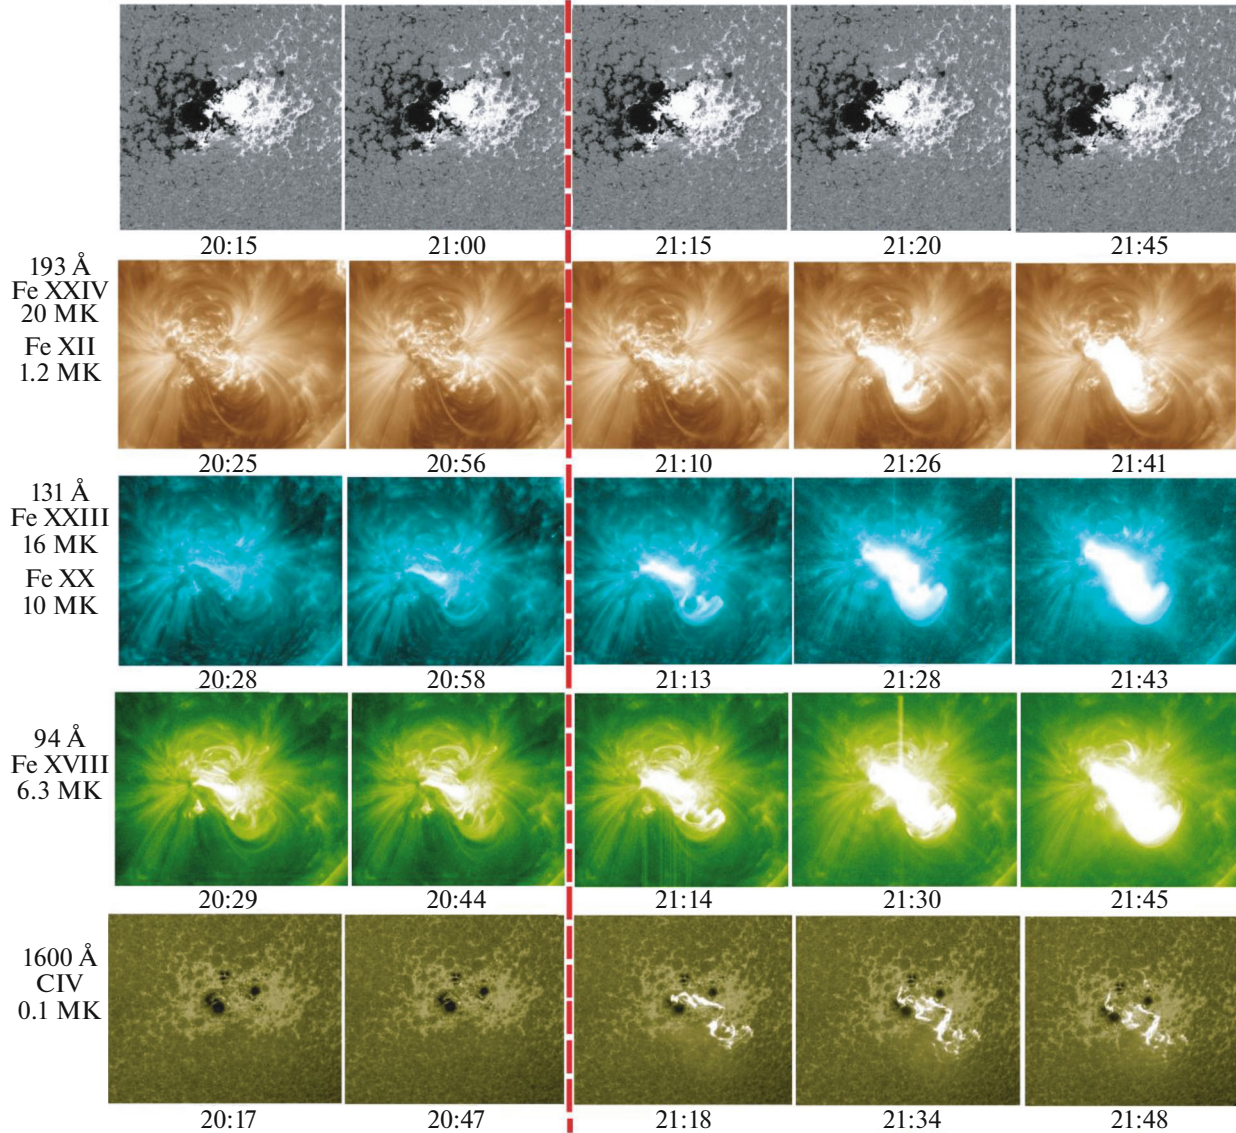 20:15 21:00 21:15 21:20 21:45
193 Å
Fe XXIV
20 MK
Fe XII
1.2 MK
20:25 20:56 21:10 21:26 21:41
131 Å
Fe XXIII
16 MK
Fe XX
10 MK
20:28 20:58 21:13 21:28 21:43
94 Å
Fe XVIII
6.3 MK
20:29 20:44 21:14 21:30 21:45
1600 Å
CIV
0.1 MK
20:17 20:47 21:18 21:34 21:48